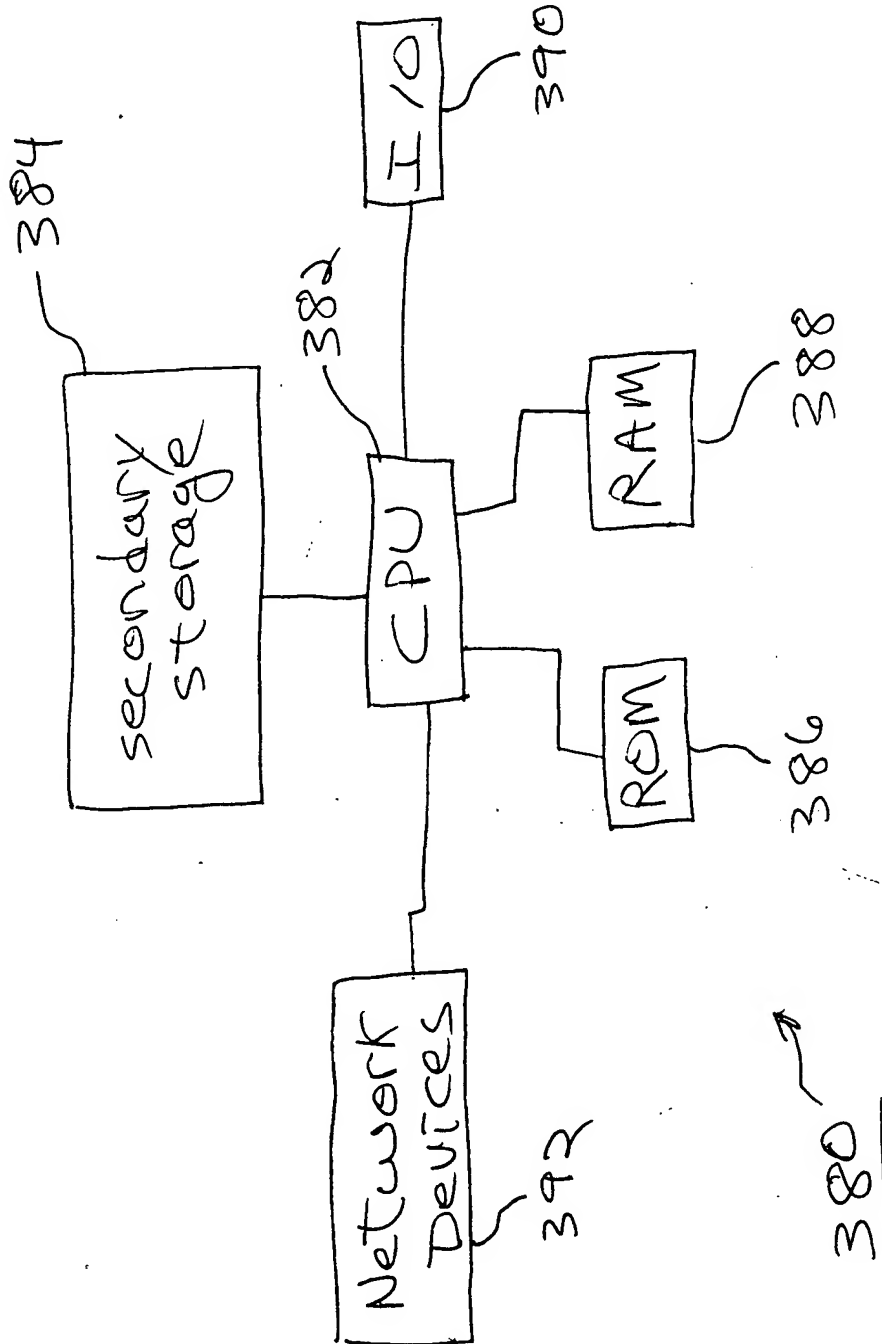 384
secondary
storage
382
I/O
390
CPU
Network
Devices
392
ROM
386
RAM
388
380